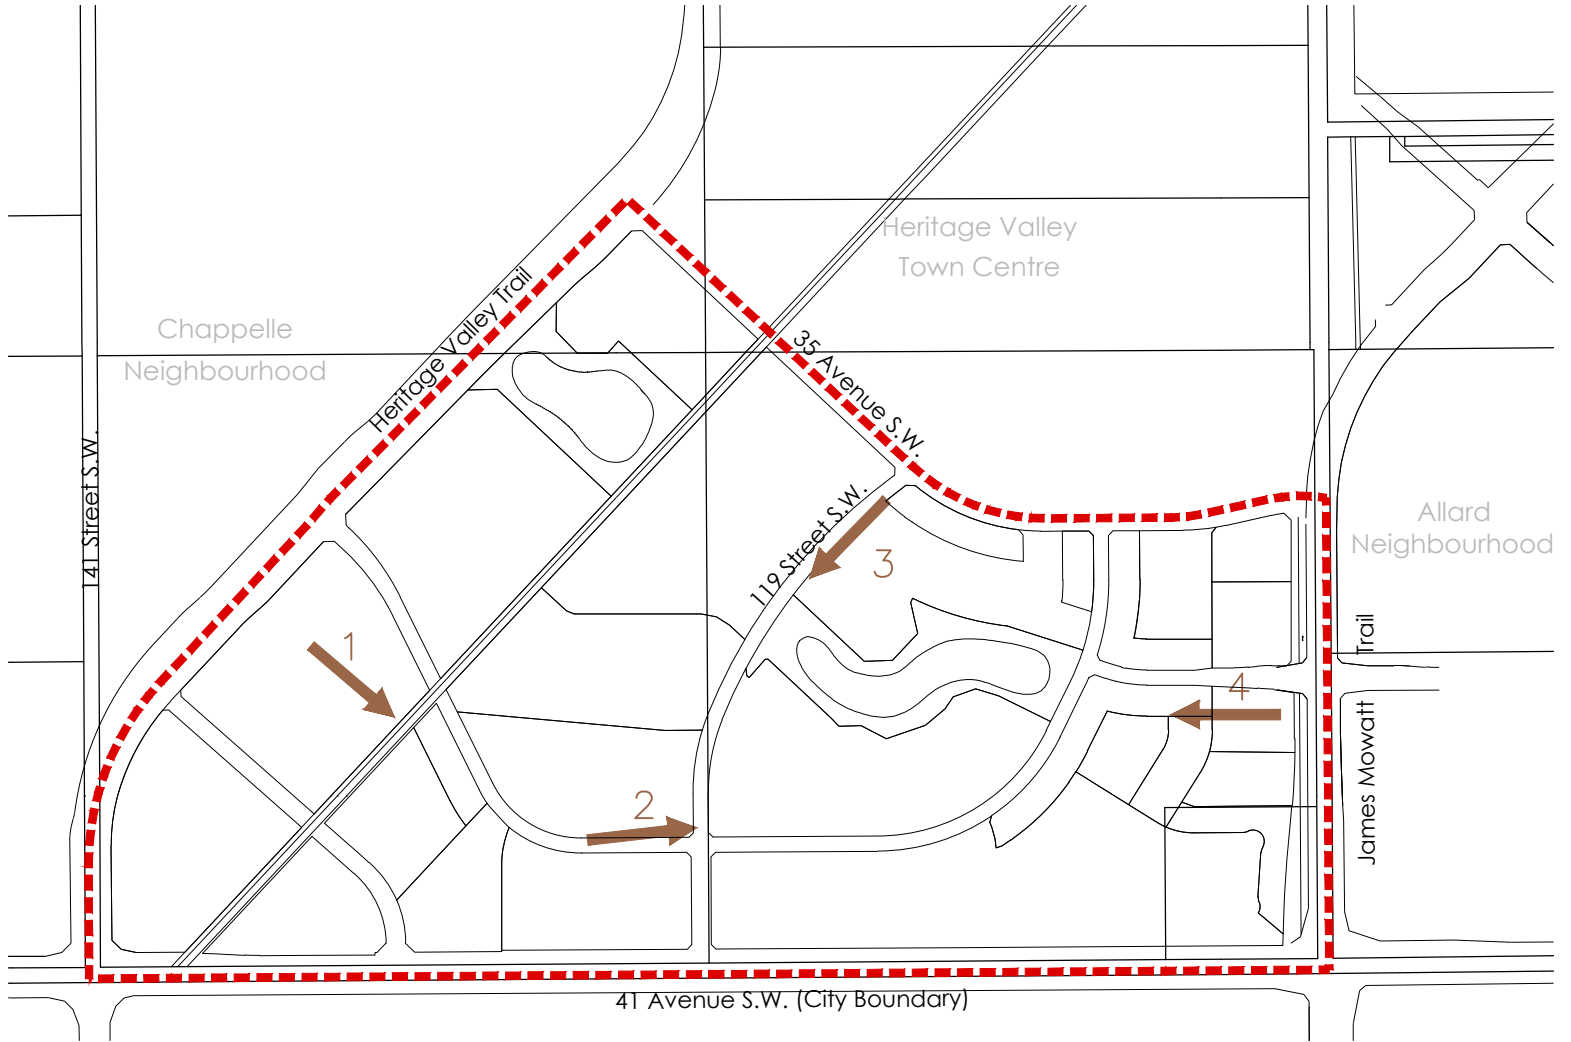 Heritage Valley
Town Centre
Chappelle
Neighbourhood
Heritage Valley Trail
35 Avenue S.W.
141 Street S.W.
119 Street S.W.
Allard
Neighbourhood
1
2
3
4
James Mowatt Trail
41 Avenue S.W. (City Boundary)